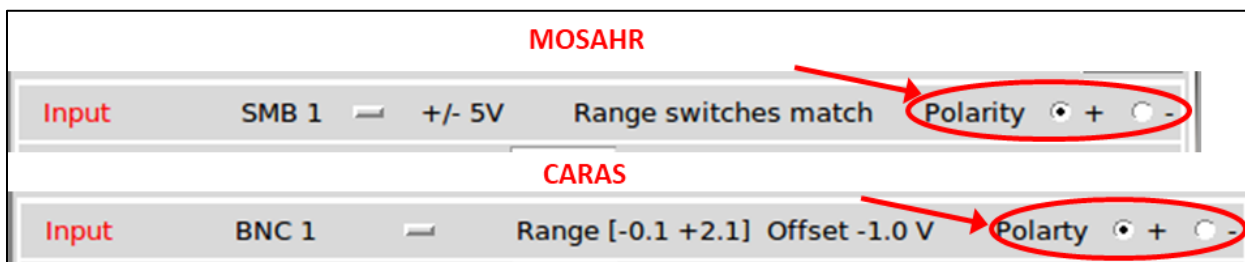 MOSAHR
Input SMB 1 +/- 5V Range switches match Polarity + -
CARAS
Input BNC 1 Range [-0.1 +2.1] Offset -1.0 V Polarty + -